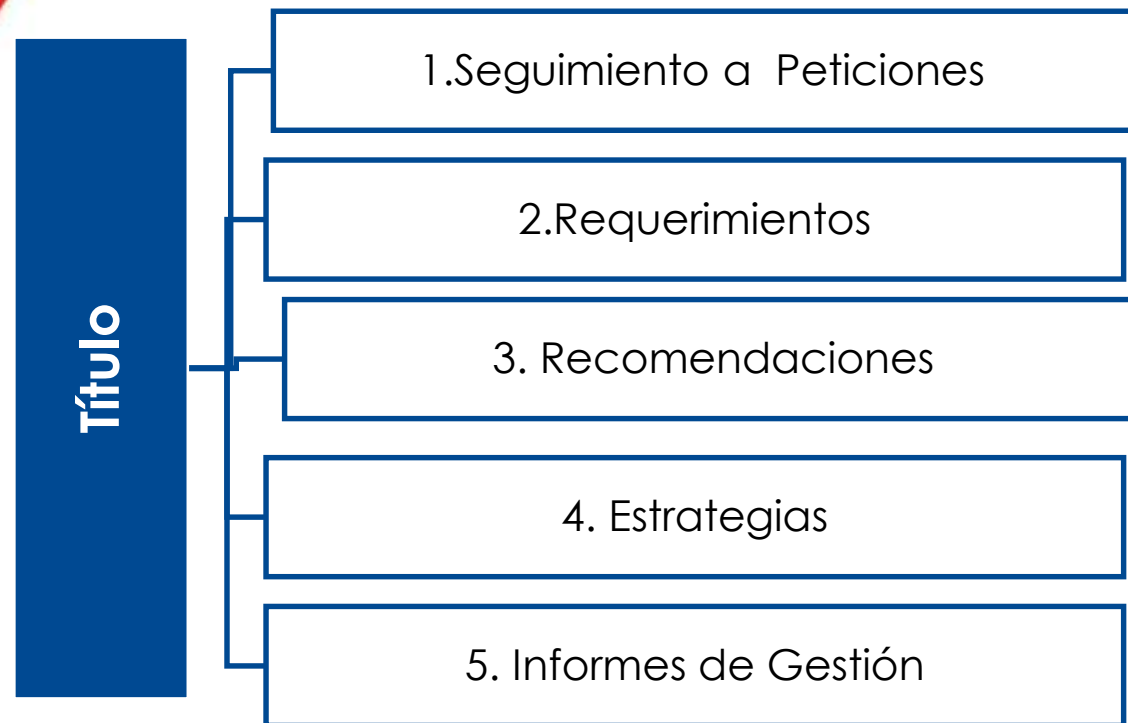 Título
1.Seguimiento a  Peticiones
2.Requerimientos
3. Recomendaciones
4. Estrategias
5. Informes de Gestión